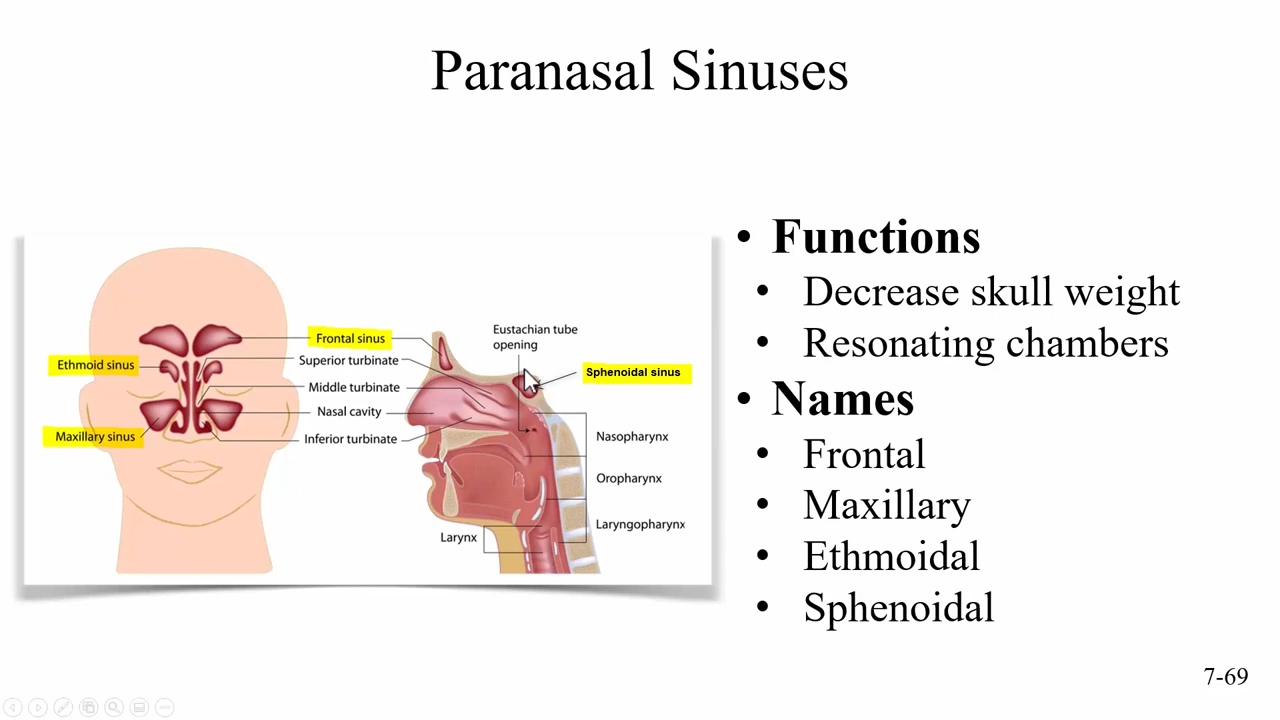 Paranasal Sinuses
Ethmoid sinus
Maxillary sinus
Frontal sinus
Superior turbinate
Middle turbinate
Nasal cavity
Inferior turbinate
Eustachian tube
opening
Sphenoidal sinus
Nasopharynx
Oropharynx
Laryngopharynx
Larynx
• Functions
• Decrease skull weight
• Resonating chambers
• Names
• Frontal
• Maxillary
• Ethmoidal
• Sphenoidal
7-69